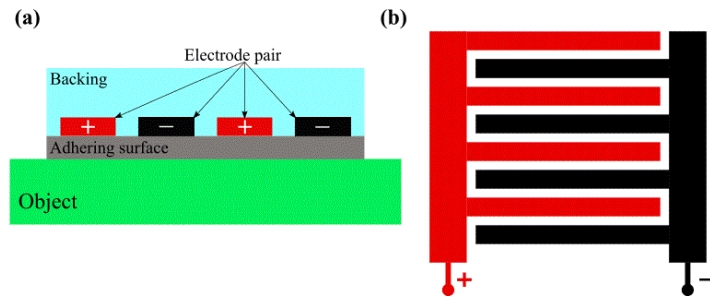 (a)
Electrode pair
Backing
+ − + −
Adhering surface
Object
(b)
+ −